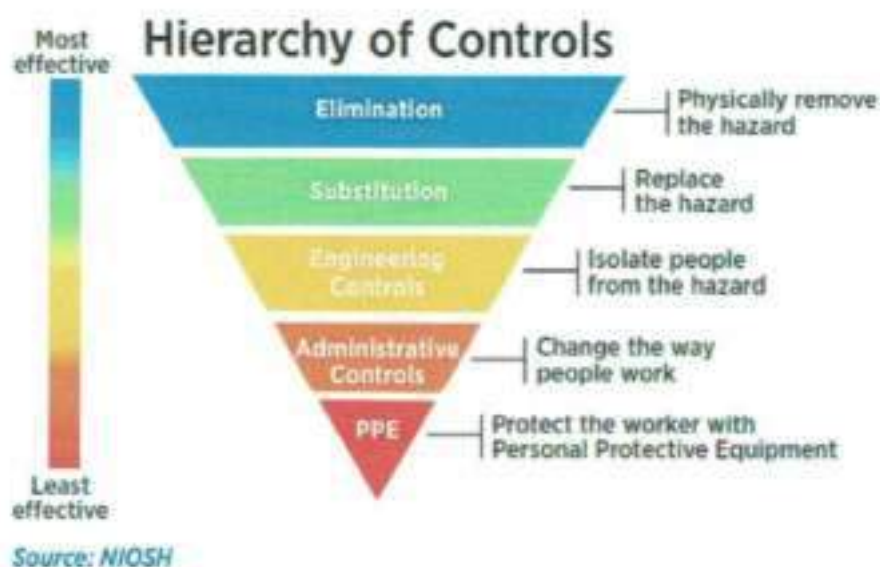 Hierarchy of Controls
Most
effective
Elimination
Physically remove
the hazard
Substitution
Replace
the hazard
Engineering
Controls
Isolate people
from the hazard
Administrative
Controls
Change the way
people work
PPE
Protect the worker with
Personal Protective Equipment
Least
effective
Source: NIOSH